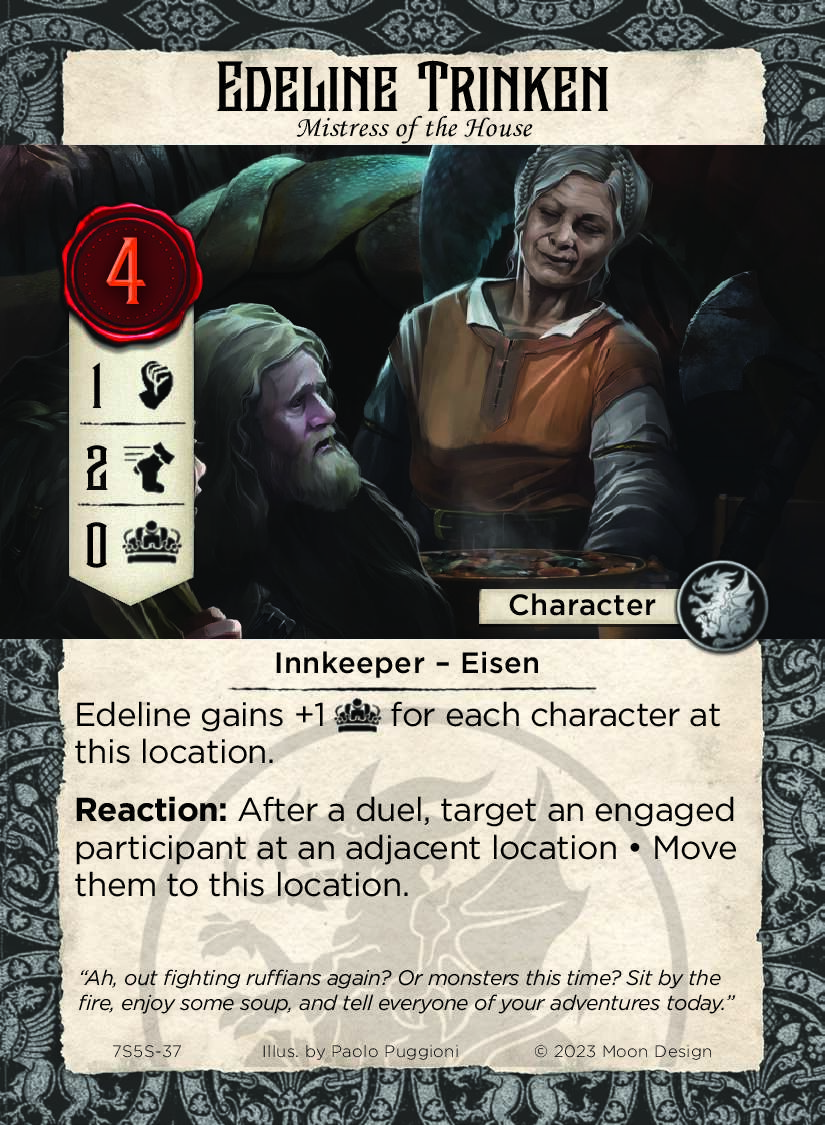 Edeline Trinken
Mistress of the House
4
1
2
0
Character
Innkeeper – Eisen
Edeline gains +1 for each character at
this location.
Reaction: After a duel, target an engaged
participant at an adjacent location • Move
them to this location.
“Ah, out fighting ruffians again? Or monsters this time? Sit by the
fire, enjoy some soup, and tell everyone of your adventures today.”
7S5S-37 Illus. by Paolo Puggioni © 2023 Moon Design